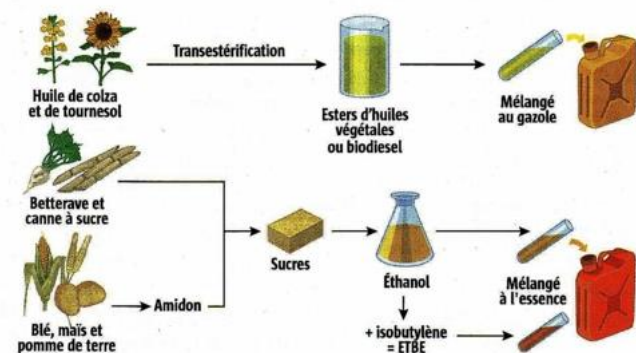 Transestérification
Huile de colza
et de tournesol
Esters d'huiles
végétales
ou biodiesel
Mélangé
au gazole
Betterave et
canne à sucre
Sucres
Éthanol
Mélangé
à l'essence
Blé, maïs et
pomme de terre
Amidon
+ isobutylène
= ETBE